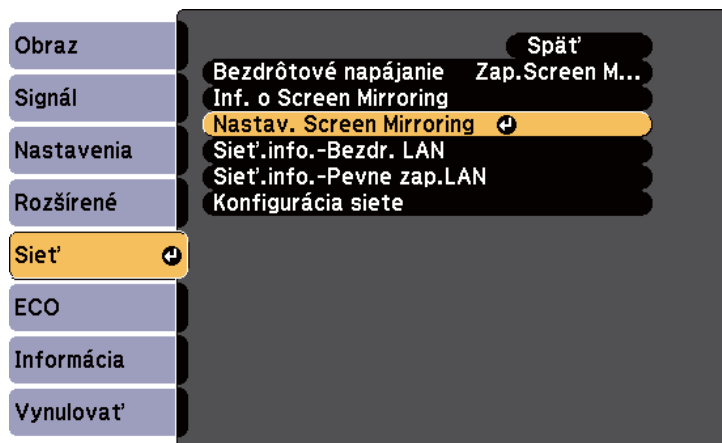 Obraz
Signál
Nastavenia
Rozšírené
Sieť
ECO
Informácia
Vynulovať
Späť
Bezdrôtové napájanie Zap.Screen M...
Inf. o Screen Mirroring
Nastav. Screen Mirroring
Sieť.info.-Bezdr. LAN
Sieť.info.-Pevne zap.LAN
Konfigurácia siete